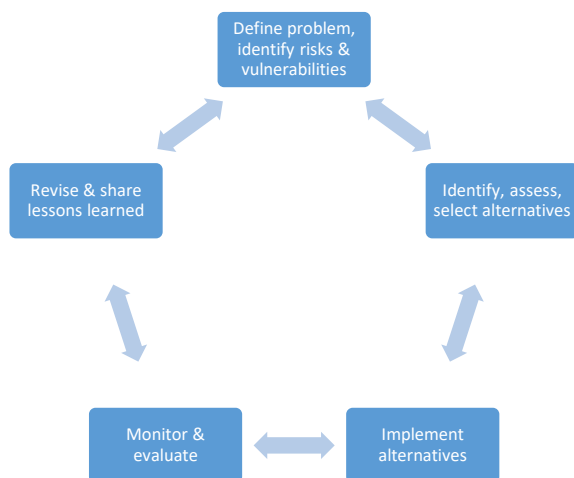 Define problem,
identify risks &
vulnerabilities
Identify, assess,
select alternatives
Implement
alternatives
Monitor &
evaluate
Revise & share
lessons learned